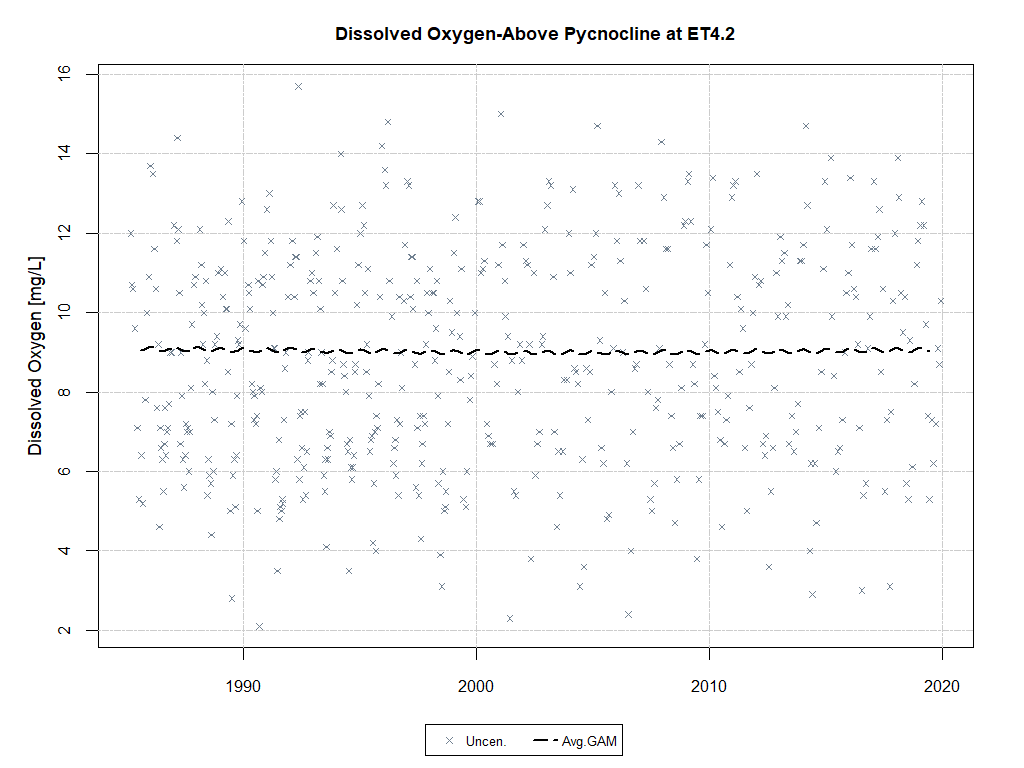 Dissolved Oxygen-Above Pycnocline at ET4.2
Dissolved Oxygen [mg/L]
16
14
12
10
8
6
4
2
1990 2000 2010 2020
Uncen. Avg.GAM